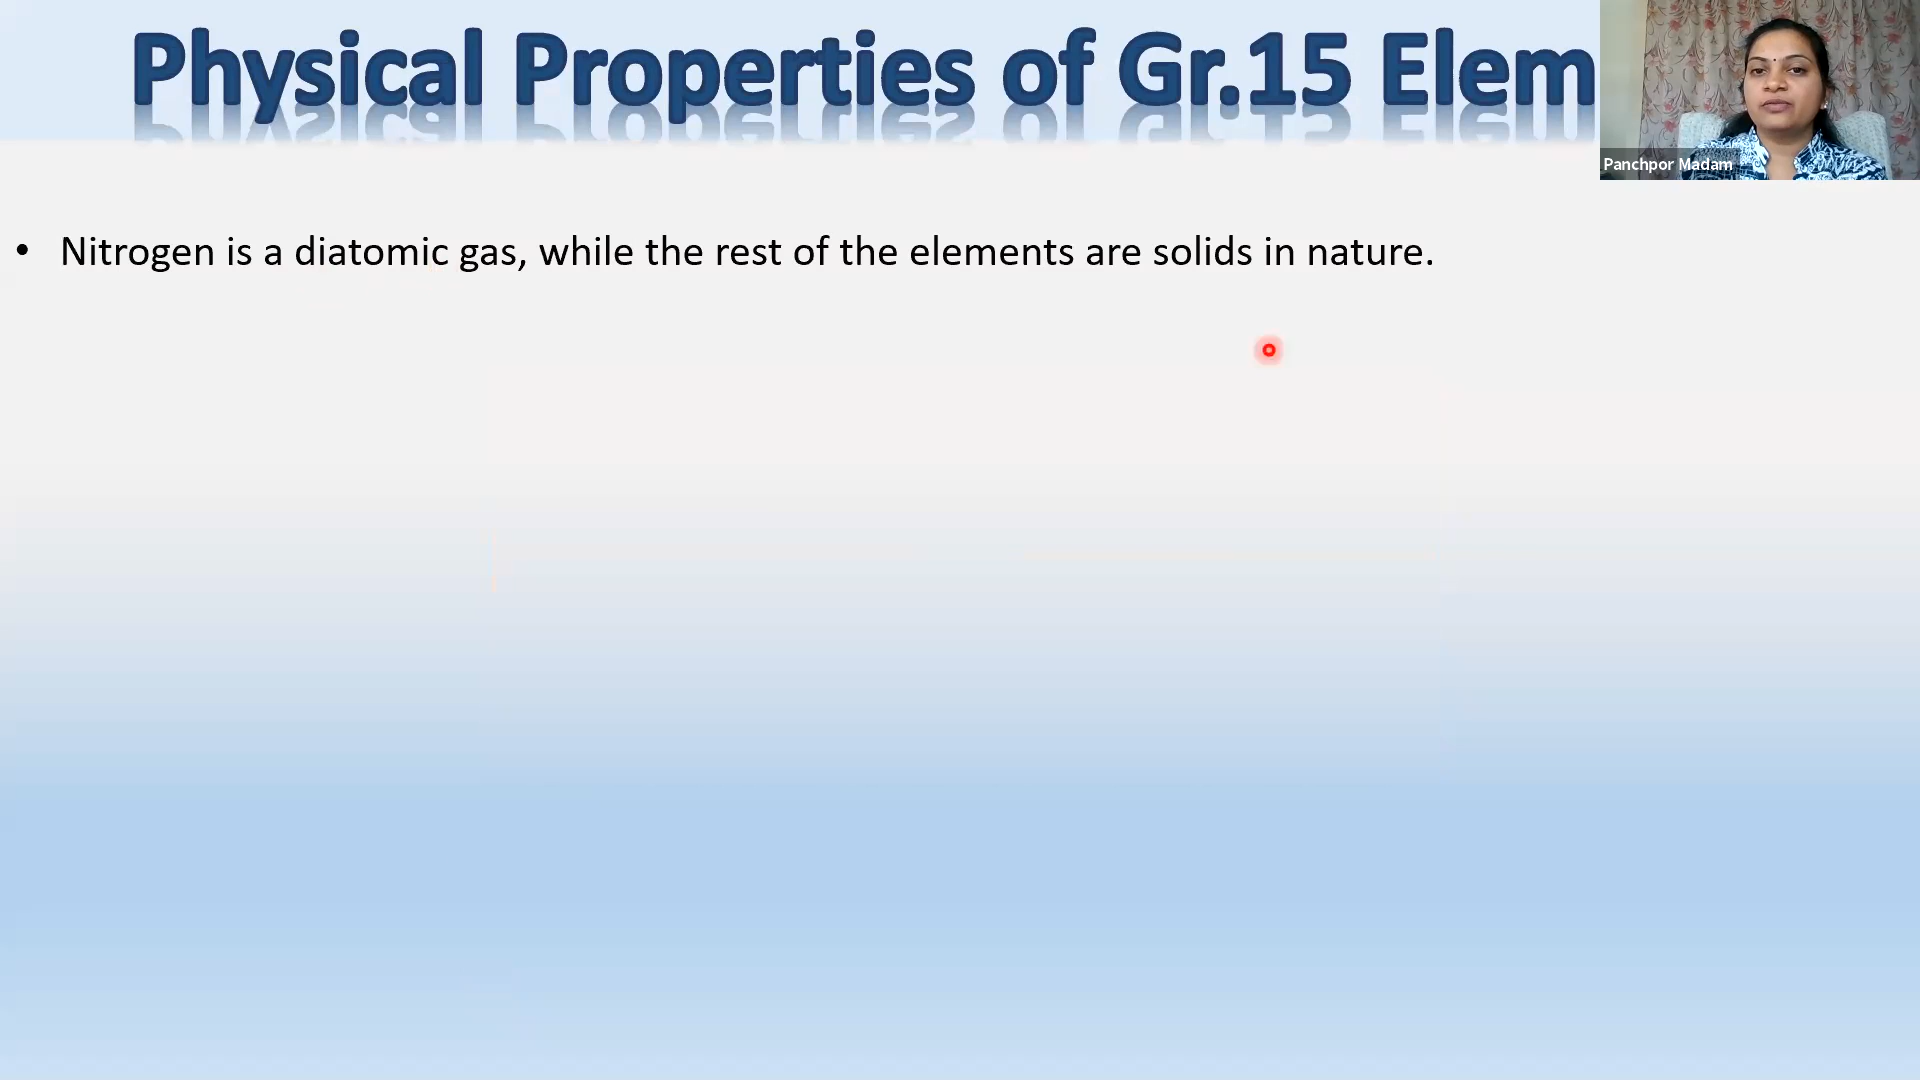 Physical Properties of Gr.15 Elem
Panchpor Madam
• Nitrogen is a diatomic gas, while the rest of the elements are solids in nature.